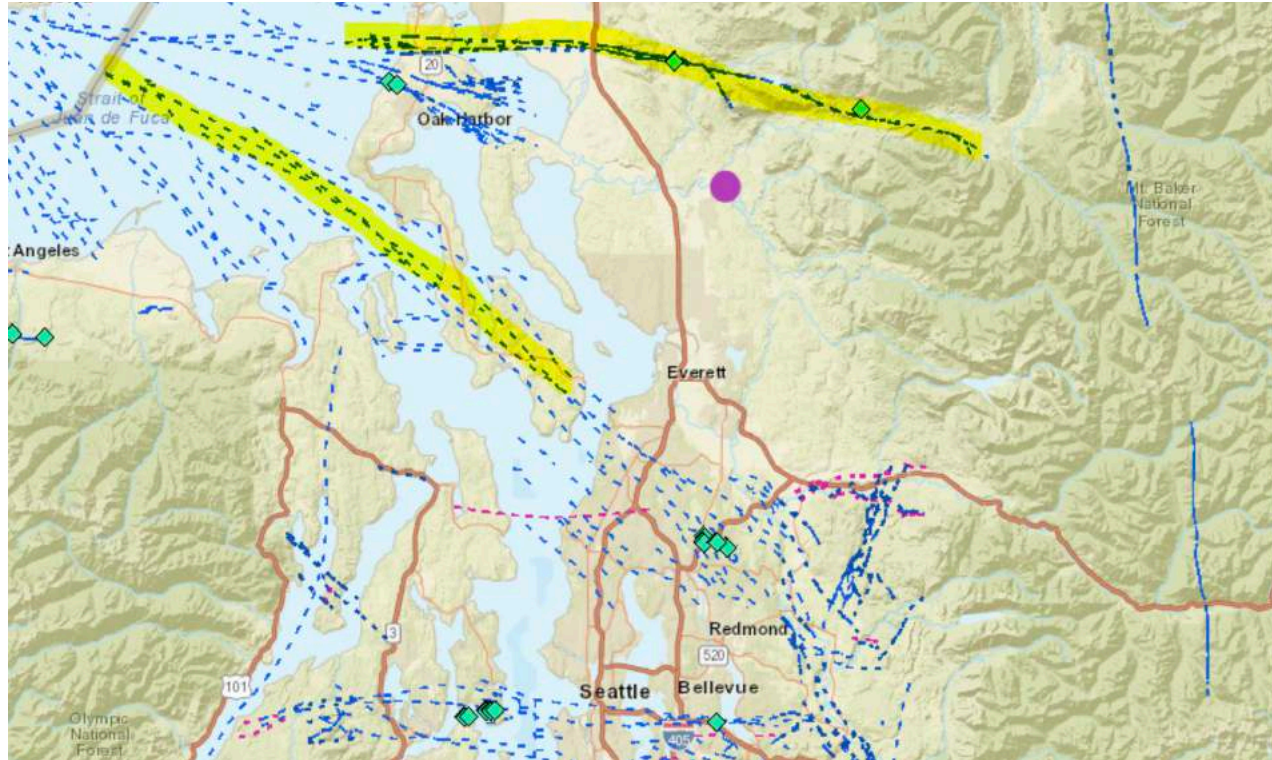 20
Strait of
Juan de Fuca
Oak Harbor
Mt. Baker
National
Forest
Angeles
Everett
Redmond
3
520
101
Seattle
Bellevue
405
Olympic
National
Forest